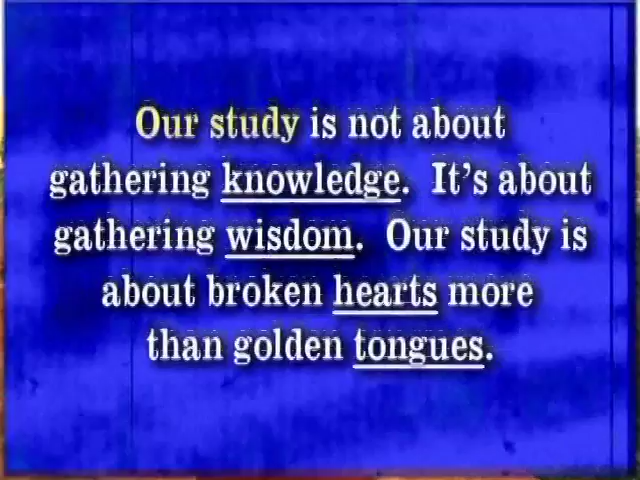 Our study is not about
gathering knowledge. It's about
gathering wisdom. Our study is
about broken hearts more
than golden tongues.